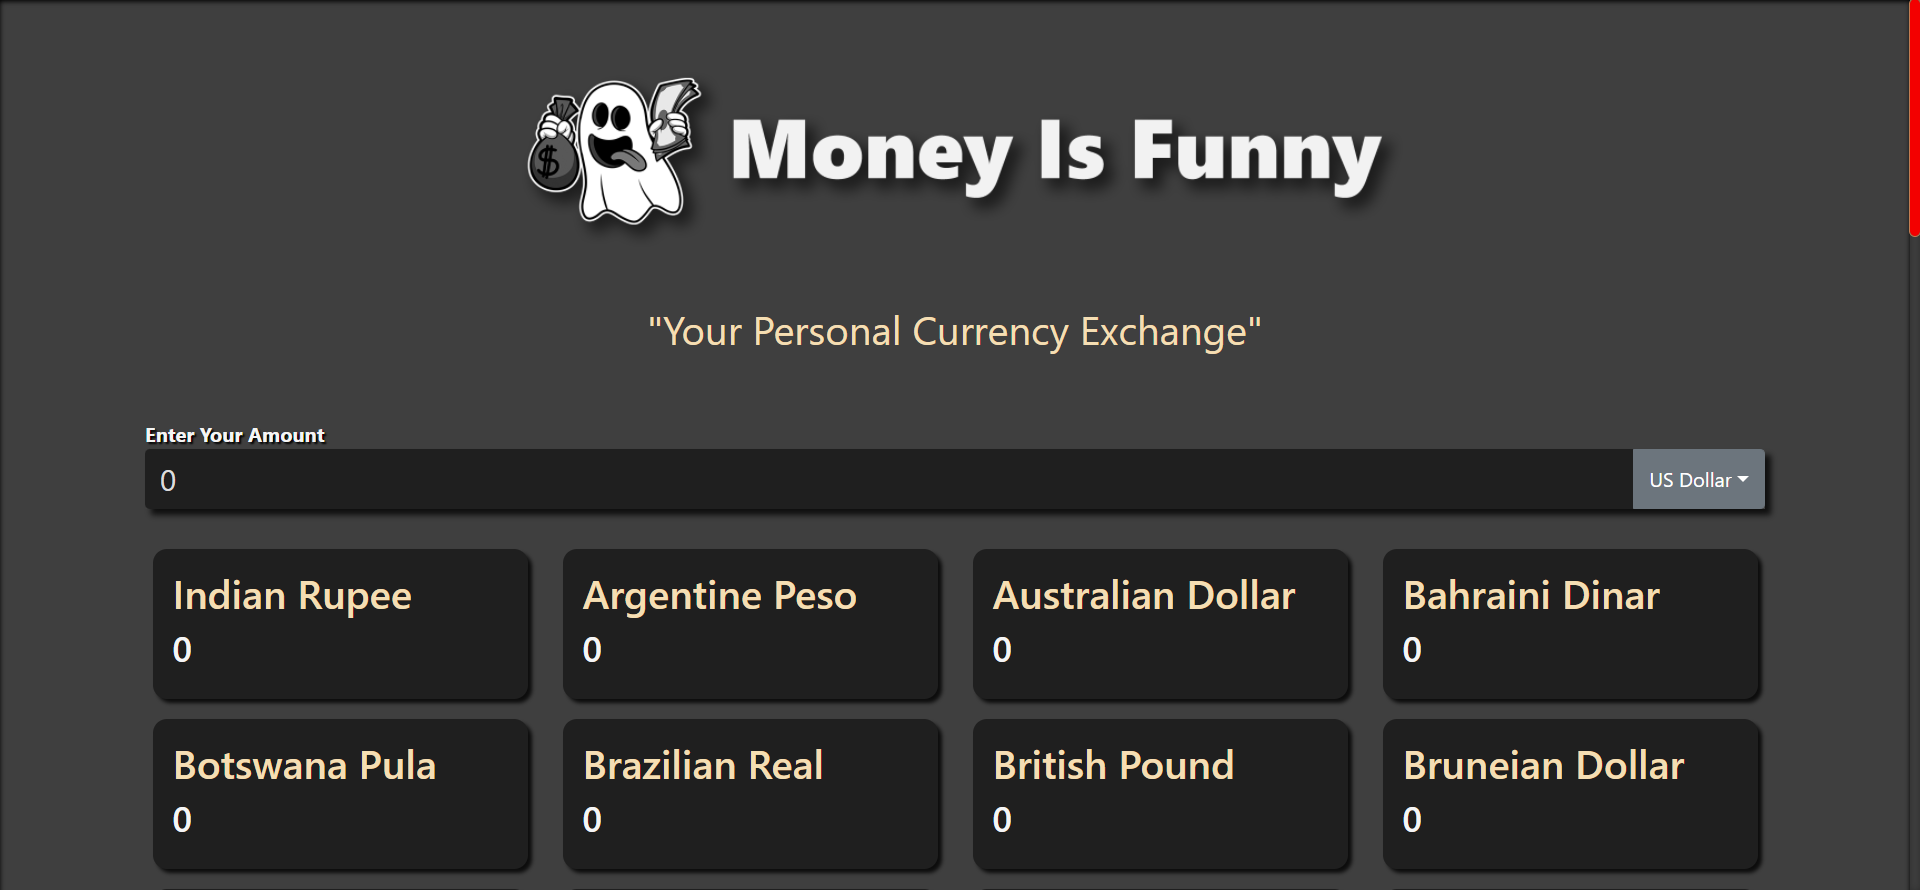 $
Money Is Funny
"Your Personal Currency Exchange"
Enter Your Amount
0 US Dollar
Indian Rupee Argentine Peso Australian Dollar Bahraini Dinar
0 0 0 0
Botswana Pula Brazilian Real British Pound Bruneian Dollar
0 0 0 0